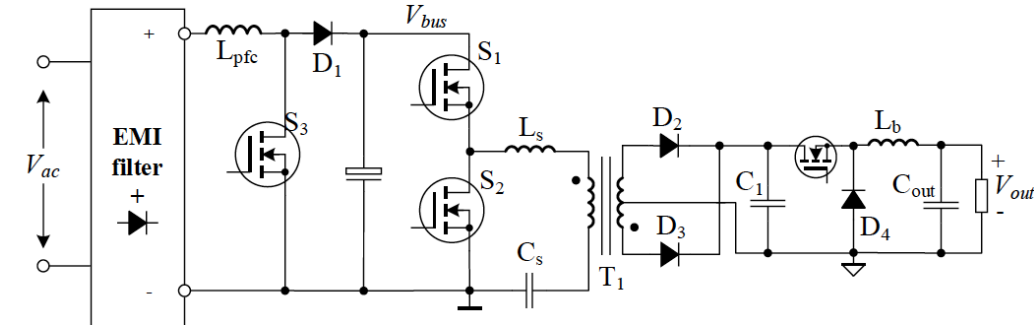 V_ac
+
EMI
filter
+
-
L_pfc
D_1
S_3
V_bus
S_1
S_2
L_s
C_s
T_1
D_2
D_3
C_1
D_4
L_b
C_out
+
V_out
-